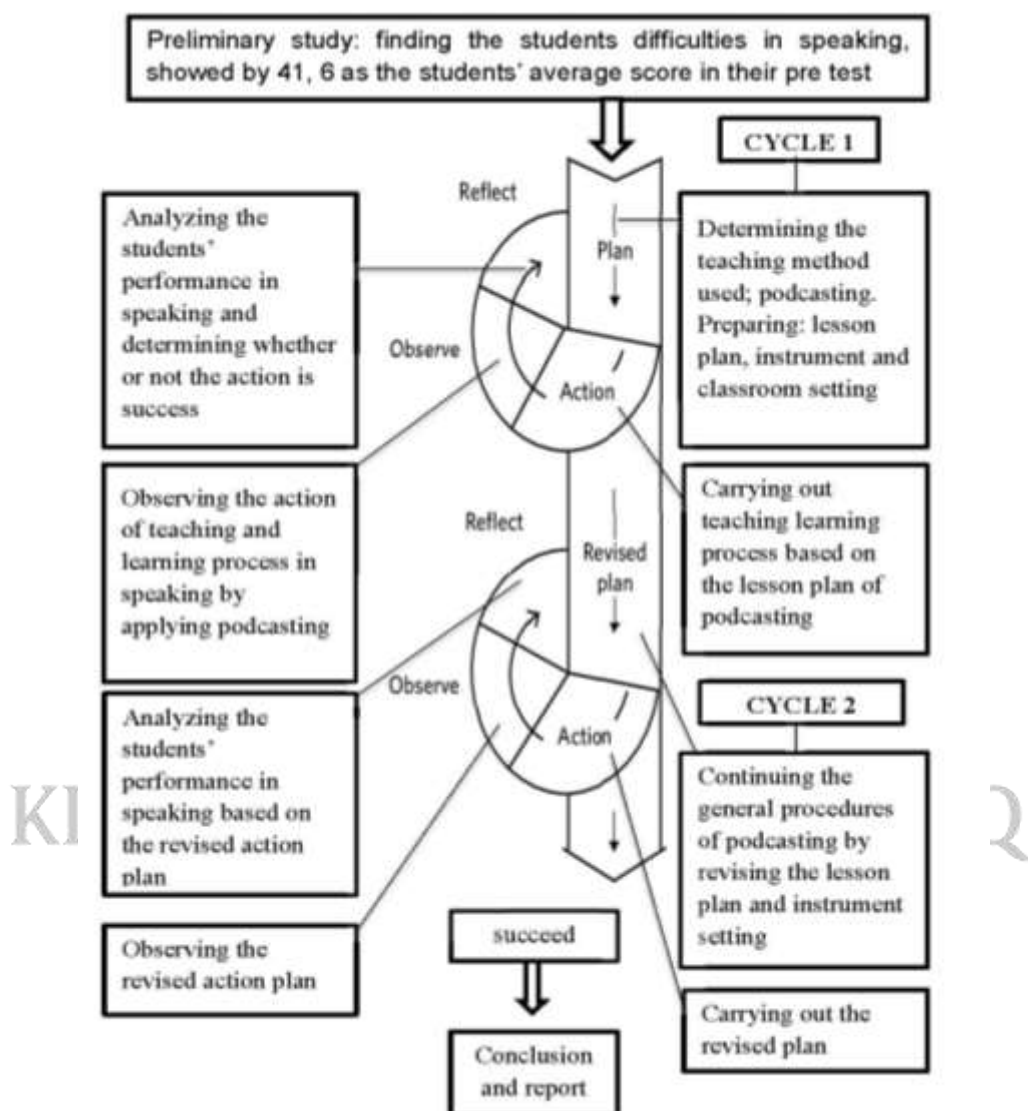 Preliminary study: finding the students difficulties in speaking,
showed by 41, 6 as the students' average score in their pre test
CYCLE 1
Reflect
Analyzing the
students'
performance in
speaking and
determining whether
or not the action is
success
Plan
Determining the
teaching method
used; podcasting.
Preparing: lesson
plan, instrument and
classroom setting
Observe
Action
Observing the action
of teaching and
learning process in
speaking by
applying podcasting
Carrying out
teaching learning
process based on
the lesson plan of
podcasting
Reflect
Revised
plan
Observe
Action
Analyzing the
students'
performance in
speaking based on
the revised action
plan
CYCLE 2
Continuing the
general procedures
of podcasting by
revising the lesson
plan and instrument
setting
Observing the
revised action plan
Carrying out the
revised plan
succeed
Conclusion
and report